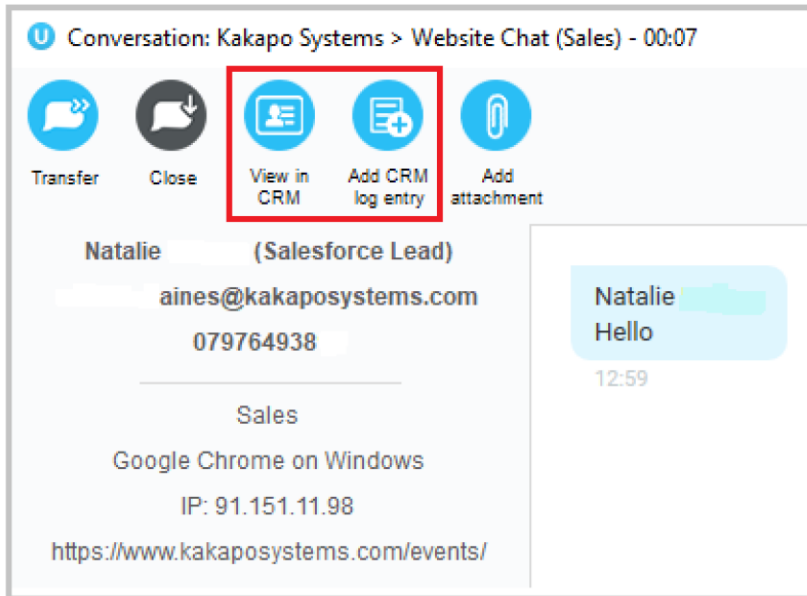 U Conversation: Kakapo Systems > Website Chat (Sales) - 00:07
Transfer
Close
View in
CRM
Add CRM
log entry
Add
attachment
Natalie (Salesforce Lead)
aines@kakaposystems.com
079764938
Sales
Google Chrome on Windows
IP: 91.151.11.98
https://www.kakaposystems.com/events/
Natalie
Hello
12:59